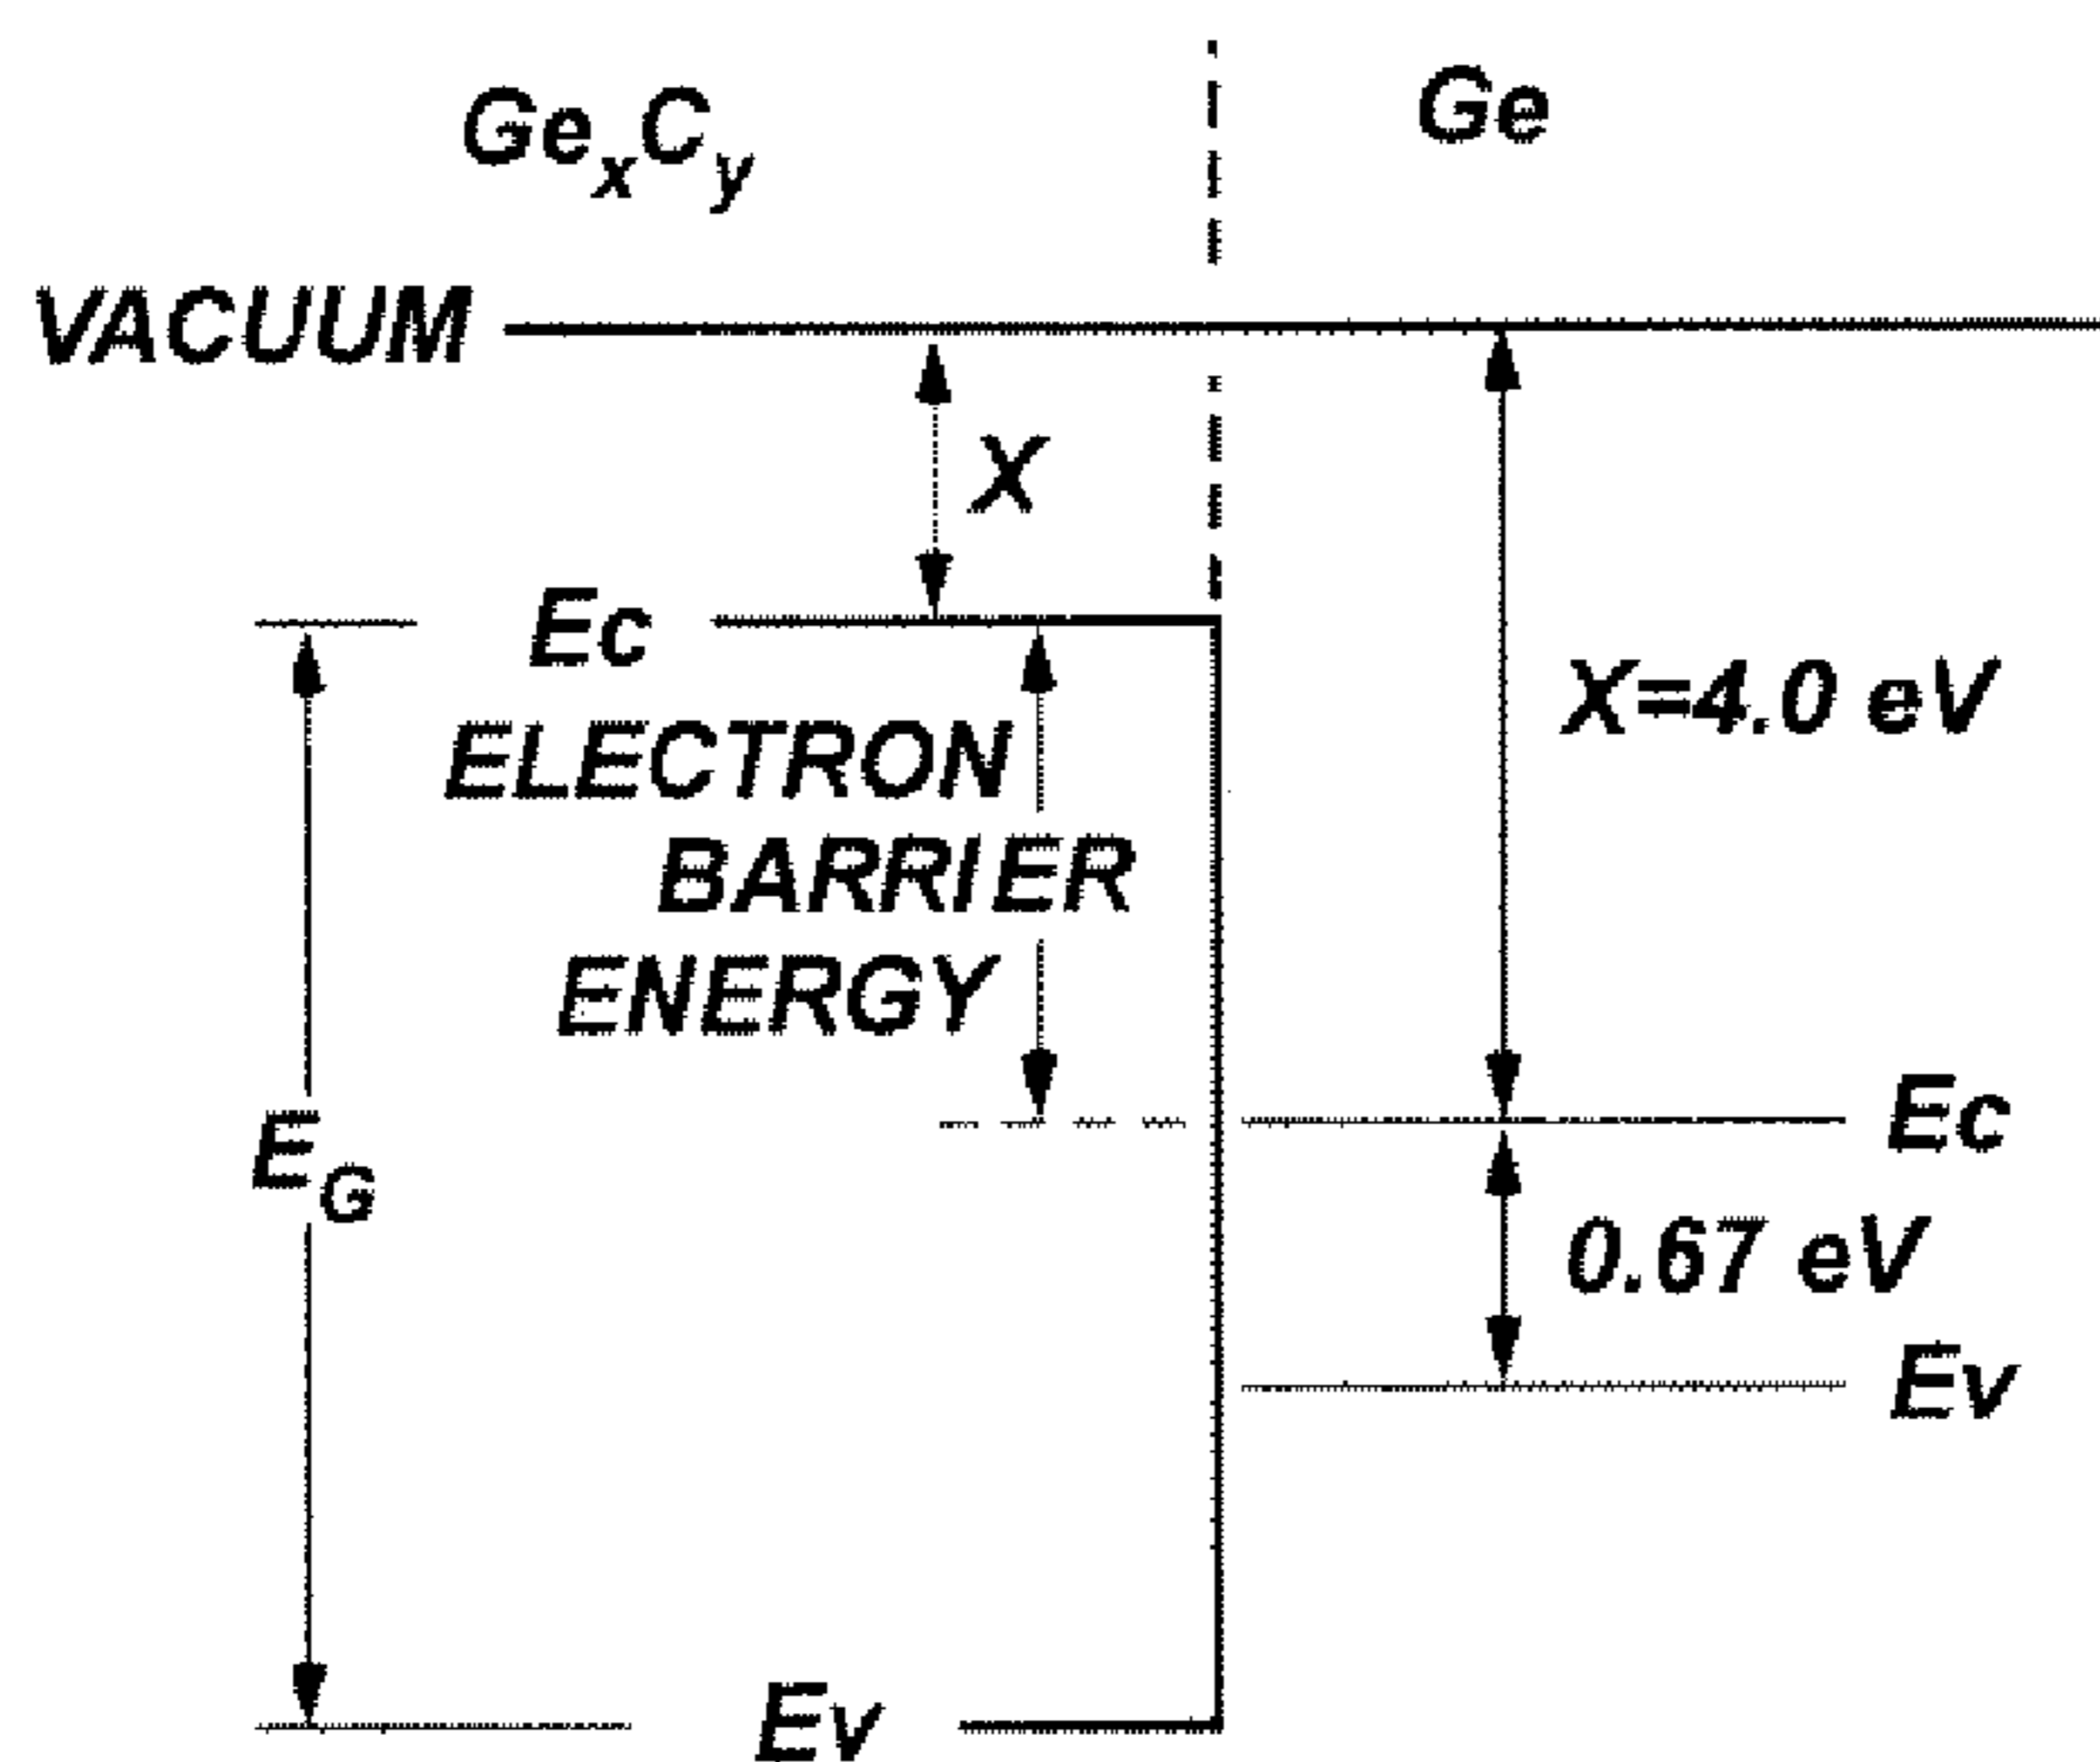 GexCy
Ge
VACUUM
X
Ec
ELECTRON
BARRIER
ENERGY
X=4.0 eV
EG
Ec
0.67 eV
Ev
Ev